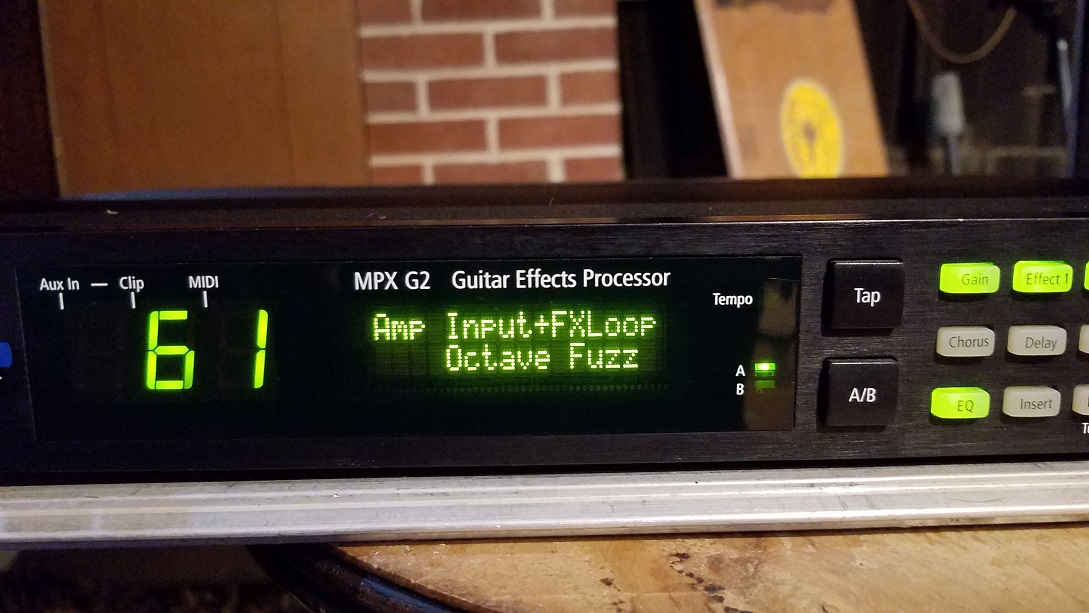 Aux In — Clip MIDI
61
MPX G2 Guitar Effects Processor
Amp Input+FXLoop
Octave Fuzz
Tempo
A
B
Tap
A/B
Gain Effect 1
Chorus Delay
EQ Insert